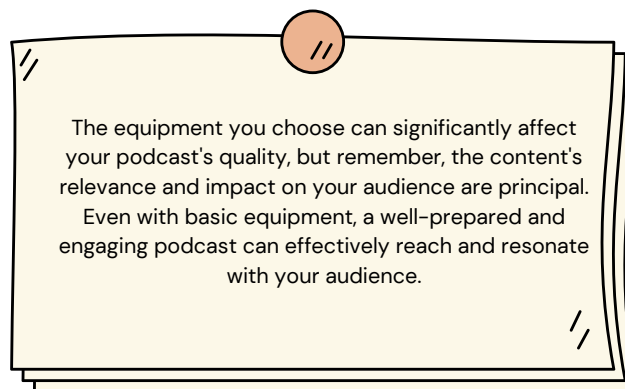 The equipment you choose can significantly affect
your podcast's quality, but remember, the content's
relevance and impact on your audience are principal.
Even with basic equipment, a well-prepared and
engaging podcast can effectively reach and resonate
with your audience.